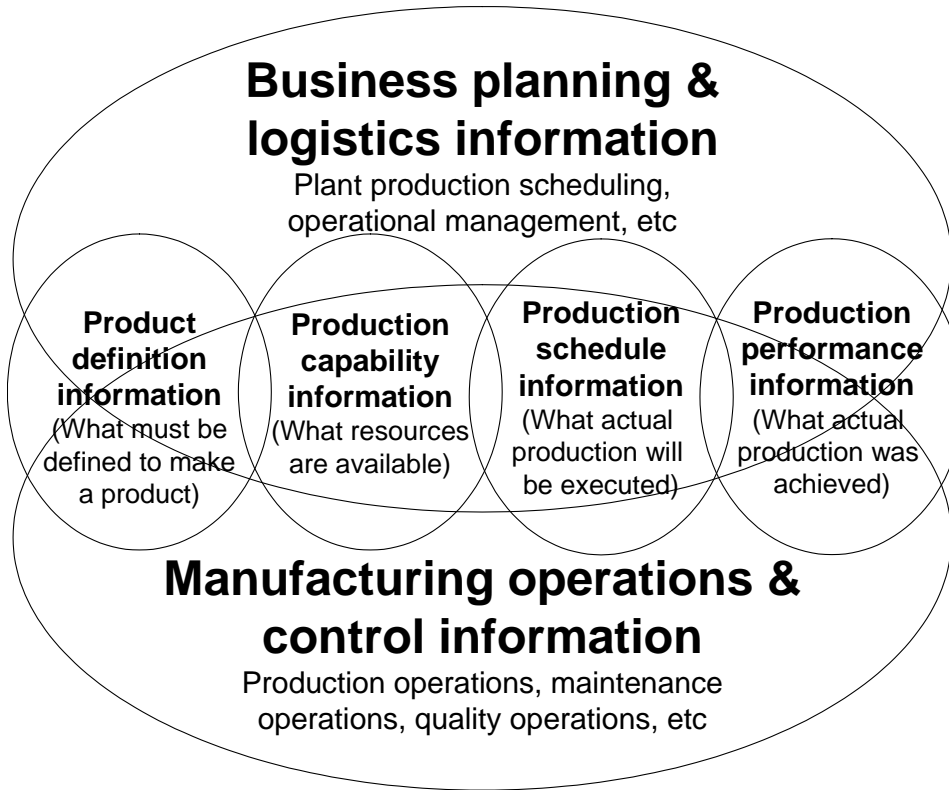 Business planning &
logistics information
Plant production scheduling,
operational management, etc
Product
definition
information
(What must be
defined to make
a product)
Production
capability
information
(What resources
are available)
Production
schedule
information
(What actual
production will
be executed)
Production
performance
information
(What actual
production was
achieved)
Manufacturing operations &
control information
Production operations, maintenance
operations, quality operations, etc